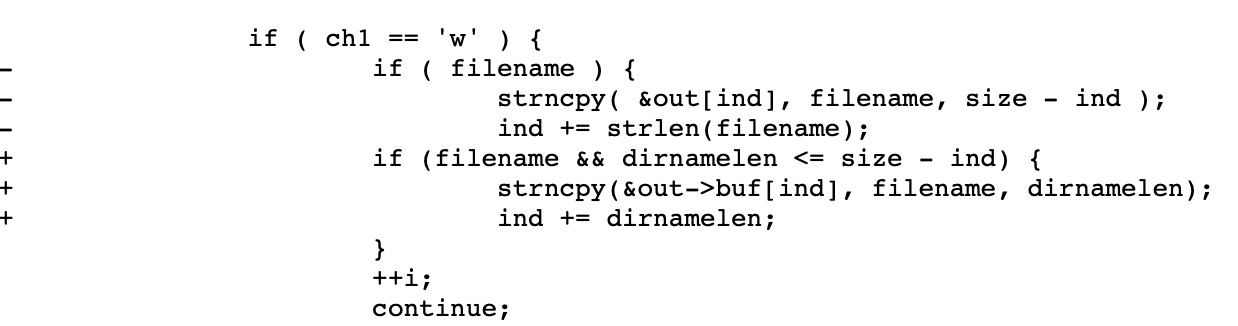 if ( ch1 == 'w' ) {
- if ( filename ) {
- strncpy( &out[ind], filename, size - ind );
- ind += strlen(filename);
+ if (filename && dirnamelen <= size - ind) {
+ strncpy(&out->buf[ind], filename, dirnamelen);
+ ind += dirnamelen;
}
++i;
continue;